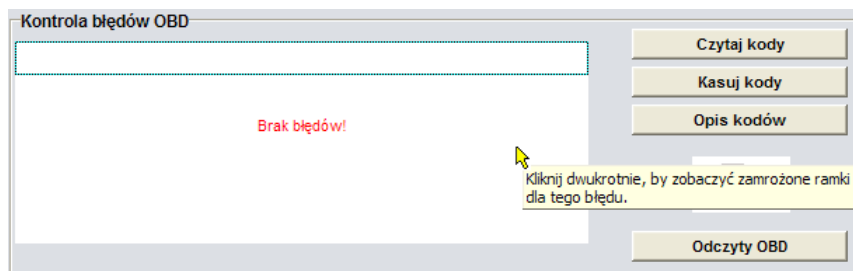 Kontrola błędów OBD
Czytaj kody
Kasuj kody
Brak błędów!
Opis kodów
Kliknij dwukrotnie, by zobaczyć zamrożone ramki
dla tego błędu.
Odczyty OBD